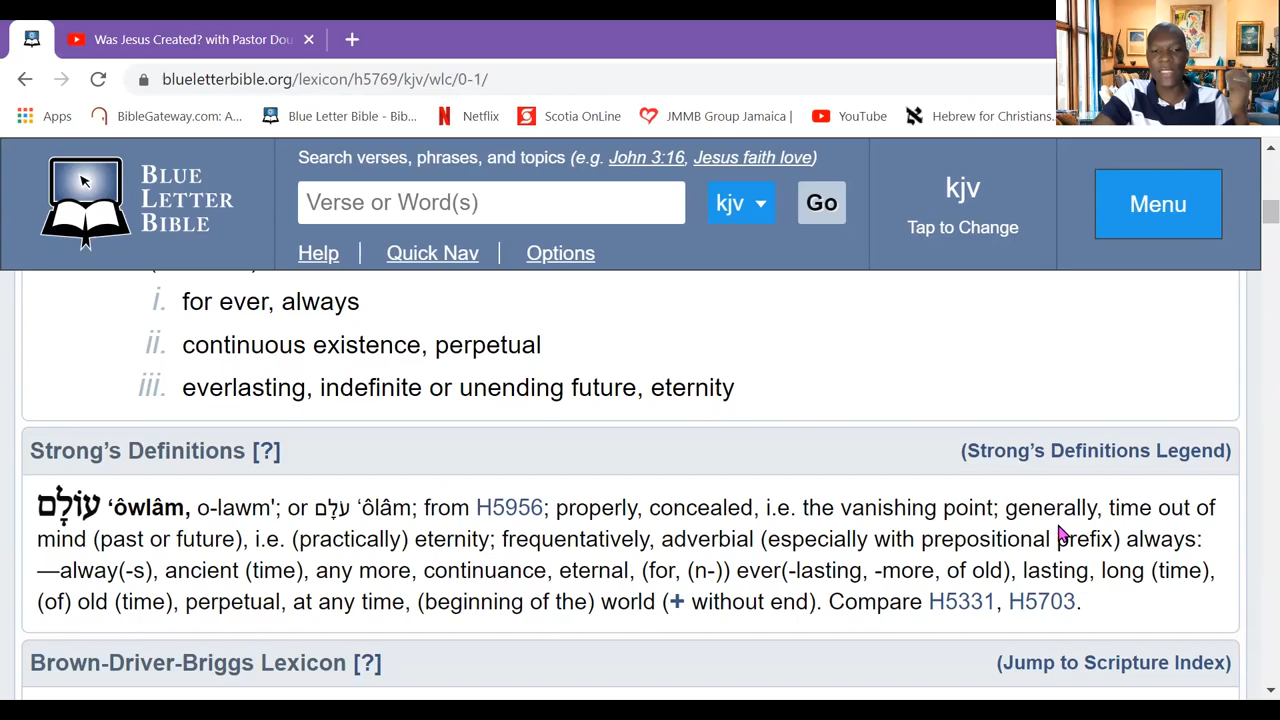 Was Jesus Created? with Pastor Dou
blueletterbible.org/lexicon/h5769/kjv/wlc/0-1/
Apps BibleGateway.com: A... Blue Letter Bible - Bib... Netflix Scotia OnLine JMMB Group Jamaica | YouTube Hebrew for Christians.
BLUE
LETTER
BIBLE
Search verses, phrases, and topics (e.g. John 3:16, Jesus faith love)
Verse or Word(s) kjv Go
Help Quick Nav Options
kjv
Tap to Change
Menu
i. for ever, always
ii. continuous existence, perpetual
iii. everlasting, indefinite or unending future, eternity
Strong’s Definitions [?] (Strong’s Definitions Legend)
עוֹלָם ʻôwlâm, o-lawm'; or עֹלָם ʻôlâm; from H5956; properly, concealed, i.e. the vanishing point; generally, time out of
mind (past or future), i.e. (practically) eternity; frequentatively, adverbial (especially with prepositional prefix) always:
—alway(-s), ancient (time), any more, continuance, eternal, (for, (n-)) ever(-lasting, -more, of old), lasting, long (time),
(of) old (time), perpetual, at any time, (beginning of the) world (+ without end). Compare H5331, H5703.
Brown-Driver-Briggs Lexicon [?] (Jump to Scripture Index)